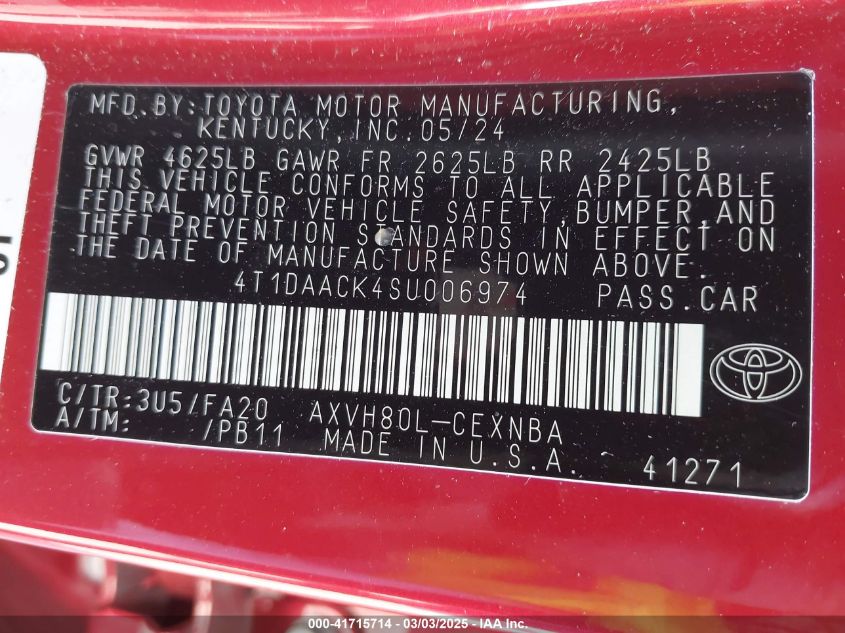 MFD. BY: TOYOTA MOTOR MANUFACTURING,
KENTUCKY, INC. 05/24
GVWR 4625LB GAWR FR 2625LB RR 2425LB
THIS VEHICLE CONFORMS TO ALL APPLICABLE
FEDERAL MOTOR VEHICLE SAFETY, BUMPER, AND
THEFT PREVENTION STANDARDS IN EFFECT ON
THE DATE OF MANUFACTURE SHOWN ABOVE.
4T1DAACK4SU006974 PASS. CAR
C/TR: 3U5 / FA20 AXVH80L-CEXNBA
A/TM: / PB11 MADE IN U.S.A.
41271
000-41715714 - 03/03/2025 - IAA Inc.